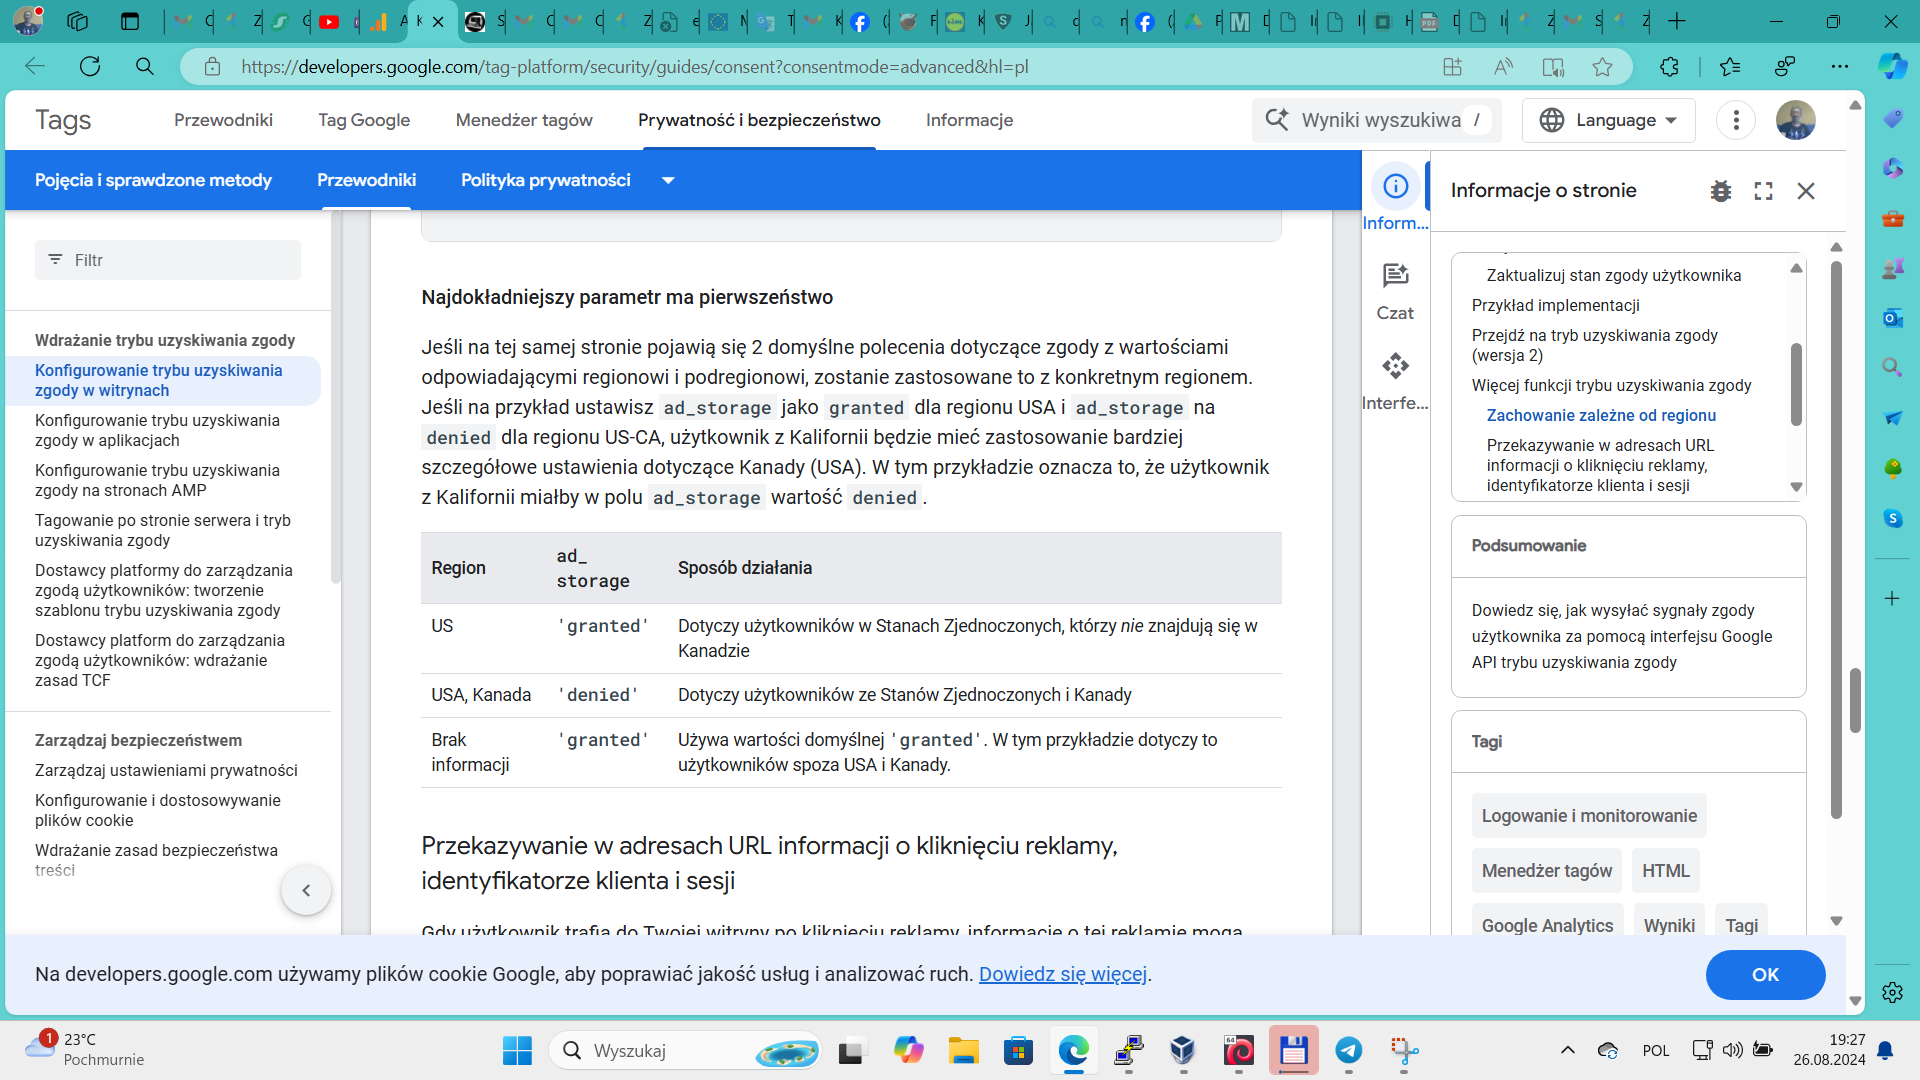 https://developers.google.com/tag-platform/security/guides/consent?consentmode=advanced&hl=pl
Tags
Przewodniki
Tag Google
Menedżer tagów
Prywatność i bezpieczeństwo
Informacje
Wyniki wyszukiwa
/
Language
Pojęcia i sprawdzone metody
Przewodniki
Polityka prywatności
Filtr
Wdrażanie trybu uzyskiwania zgody
Konfigurowanie trybu uzyskiwania
zgody w witrynach
Konfigurowanie trybu uzyskiwania
zgody w aplikacjach
Konfigurowanie trybu uzyskiwania
zgody na stronach AMP
Tagowanie po stronie serwera i tryb
uzyskiwania zgody
Dostawcy platformy do zarządzania
zgodą użytkowników: tworzenie
szablonu trybu uzyskiwania zgody
Dostawcy platform do zarządzania
zgodą użytkowników: wdrażanie
zasad TCF
Zarządzaj bezpieczeństwem
Zarządzaj ustawieniami prywatności
Konfigurowanie i dostosowywanie
plików cookie
Wdrażanie zasad bezpieczeństwa
treści
Najdokładniejszy parametr ma pierwszeństwo
Jeśli na tej samej stronie pojawią się 2 domyślne polecenia dotyczące zgody z wartościami
odpowiadającymi regionowi i podregionowi, zostanie zastosowane to z konkretnym regionem.
Jeśli na przykład ustawisz ad_storage jako granted dla regionu USA i ad_storage na
denied dla regionu US-CA, użytkownik z Kalifornii będzie mieć zastosowanie bardziej
szczegółowe ustawienia dotyczące Kanady (USA). W tym przykładzie oznacza to, że użytkownik
z Kalifornii miałby w polu ad_storage wartość denied.
Region
ad_
storage
Sposób działania
US
'granted'
Dotyczy użytkowników w Stanach Zjednoczonych, którzy nie znajdują się w
Kanadzie
USA, Kanada
'denied'
Dotyczy użytkowników ze Stanów Zjednoczonych i Kanady
Brak
informacji
'granted'
Używa wartości domyślnej 'granted'. W tym przykładzie dotyczy to
użytkowników spoza USA i Kanady.
Przekazywanie w adresach URL informacji o kliknięciu reklamy,
identyfikatorze klienta i sesji
Gdy użytkownik trafia do Twojej witryny po kliknięciu reklamy, informacje o tej reklamie mogą
Inform...
Czat
Interfe...
Informacje o stronie
Zaktualizuj stan zgody użytkownika
Przykład implementacji
Przejdź na tryb uzyskiwania zgody
(wersja 2)
Więcej funkcji trybu uzyskiwania zgody
Zachowanie zależne od regionu
Przekazywanie w adresach URL
informacji o kliknięciu reklamy,
identyfikatorze klienta i sesji
Podsumowanie
Dowiedz się, jak wysyłać sygnały zgody
użytkownika za pomocą interfejsu Google
API trybu uzyskiwania zgody
Tagi
Logowanie i monitorowanie
Menedżer tagów
HTML
Google Analytics
Wyniki
Tagi
Na developers.google.com używamy plików cookie Google, aby poprawiać jakość usług i analizować ruch. Dowiedz się więcej.
OK
1
23°C
Pochmurnie
Wyszukaj
POL
19:27
26.08.2024